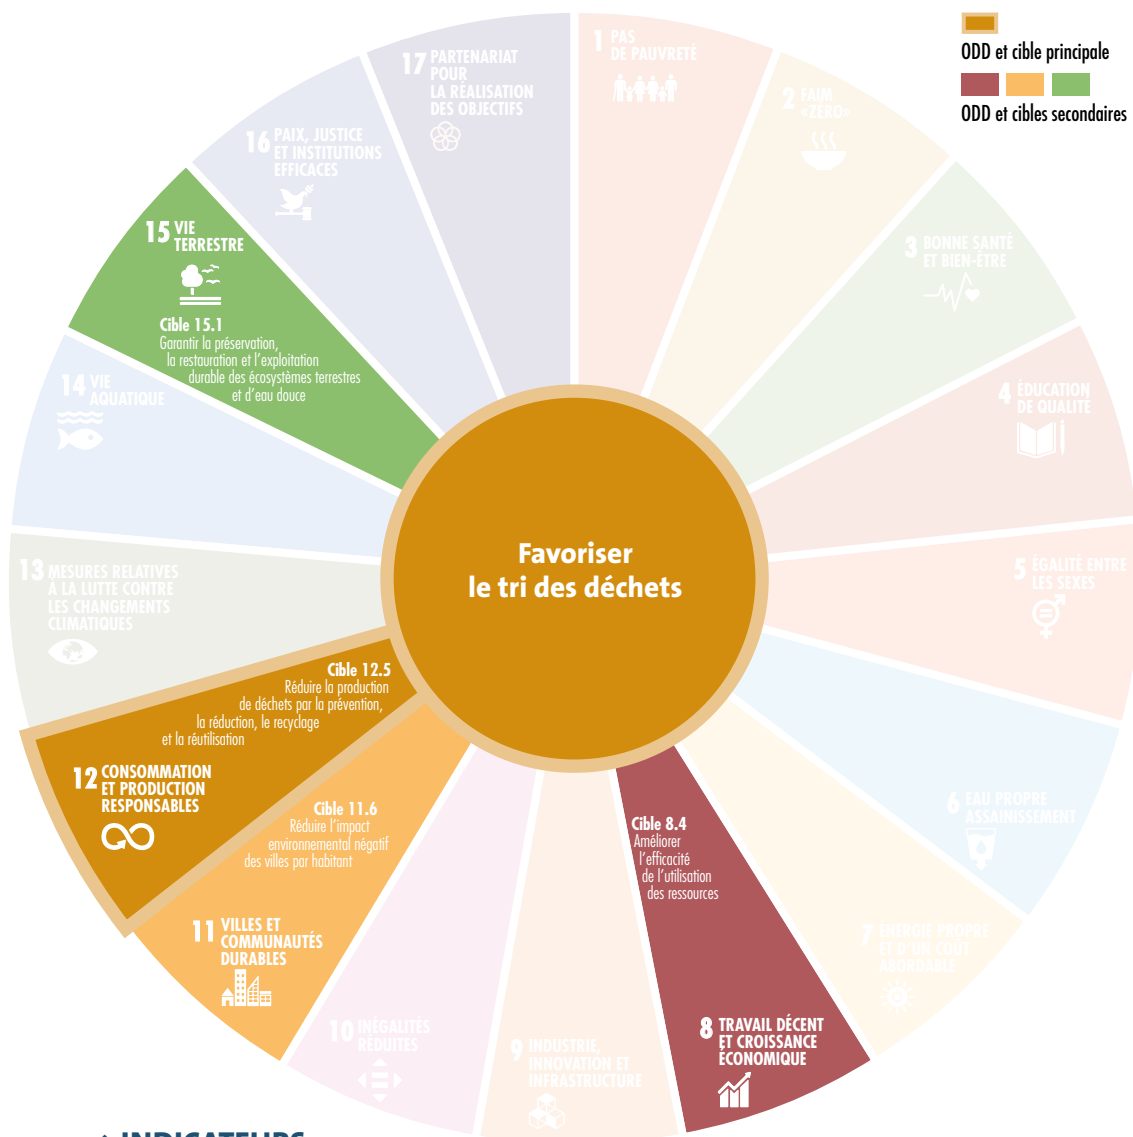 ODD et cible principale
ODD et cibles secondaires
1 PAS
DE PAUVRETÉ
2 FAIM
«ZÉRO»
3 BONNE SANTÉ
ET BIEN-ÊTRE
4 ÉDUCATION
DE QUALITÉ
5 ÉGALITÉ ENTRE
LES SEXES
6 EAU PROPRE
ASSAINISSEMENT
7 ÉNERGIE PROPRE
ET D'UN COÛT
ABORDABLE
Cible 8.4
Améliorer
l'efficacité
de l'utilisation
des ressources
8 TRAVAIL DÉCENT
ET CROISSANCE
ÉCONOMIQUE
9 INDUSTRIE,
INNOVATION ET
INFRASTRUCTURE
10 INÉGALITÉS
RÉDUITES
Cible 11.6
Réduire l'impact
environnemental négatif
des villes par habitant
11 VILLES ET
COMMUNAUTÉS
DURABLES
Cible 12.5
Réduire la production
de déchets par la prévention,
la réduction, le recyclage
et la réutilisation
12 CONSOMMATION
ET PRODUCTION
RESPONSABLES
13 MESURES RELATIVES
À LA LUTTE CONTRE
LES CHANGEMENTS
CLIMATIQUES
14 VIE
AQUATIQUE
15 VIE
TERRESTRE
Cible 15.1
Garantir la préservation,
la restauration et l'exploitation
durable des écosystèmes terrestres
et d'eau douce
16 PAIX, JUSTICE
ET INSTITUTIONS
EFFICACES
17 PARTENARIAT
POUR
LA RÉALISATION
DES OBJECTIFS
Favoriser
le tri des déchets
INDICATEURS